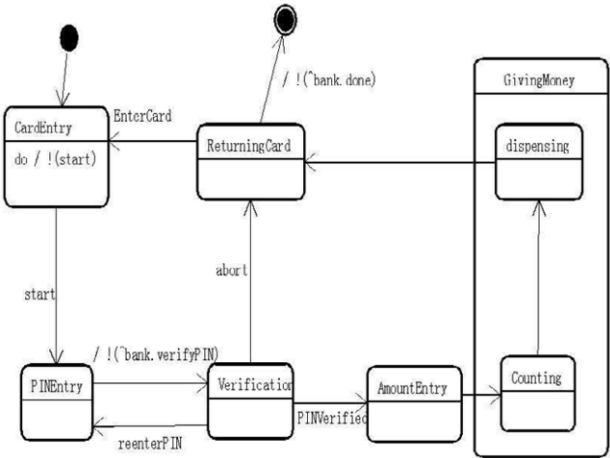 / !(^bank.done)
GivingMoney
EnterCard
CardEntry
do / !(start)
ReturningCard
dispensing
abort
start
/ !(^bank.verifyPIN)
PINEntry
Verification
AmountEntry
Counting
PINVerified
reenterPIN